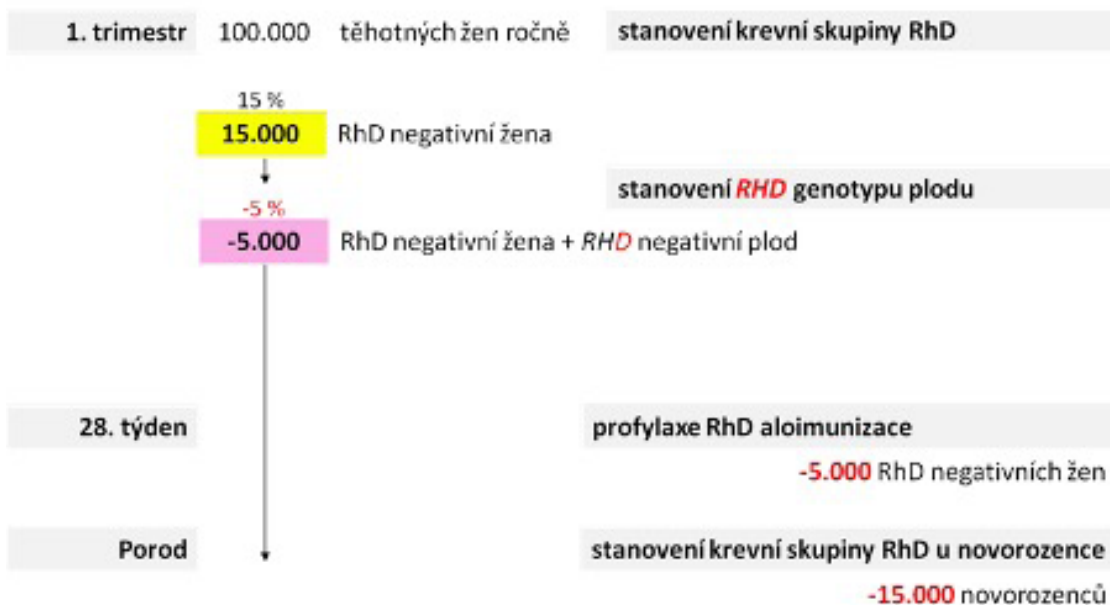 1. trimestr 100.000 těhotných žen ročně stanovení krevní skupiny RhD
15 %
15.000 RhD negativní žena
stanovení RHD genotypu plodu
-5 %
-5.000 RhD negativní žena + RHD negativní plod
28. týden profylaxe RhD aloimunizace
-5.000 RhD negativních žen
Porod stanovení krevní skupiny RhD u novorozence
-15.000 novorozenců